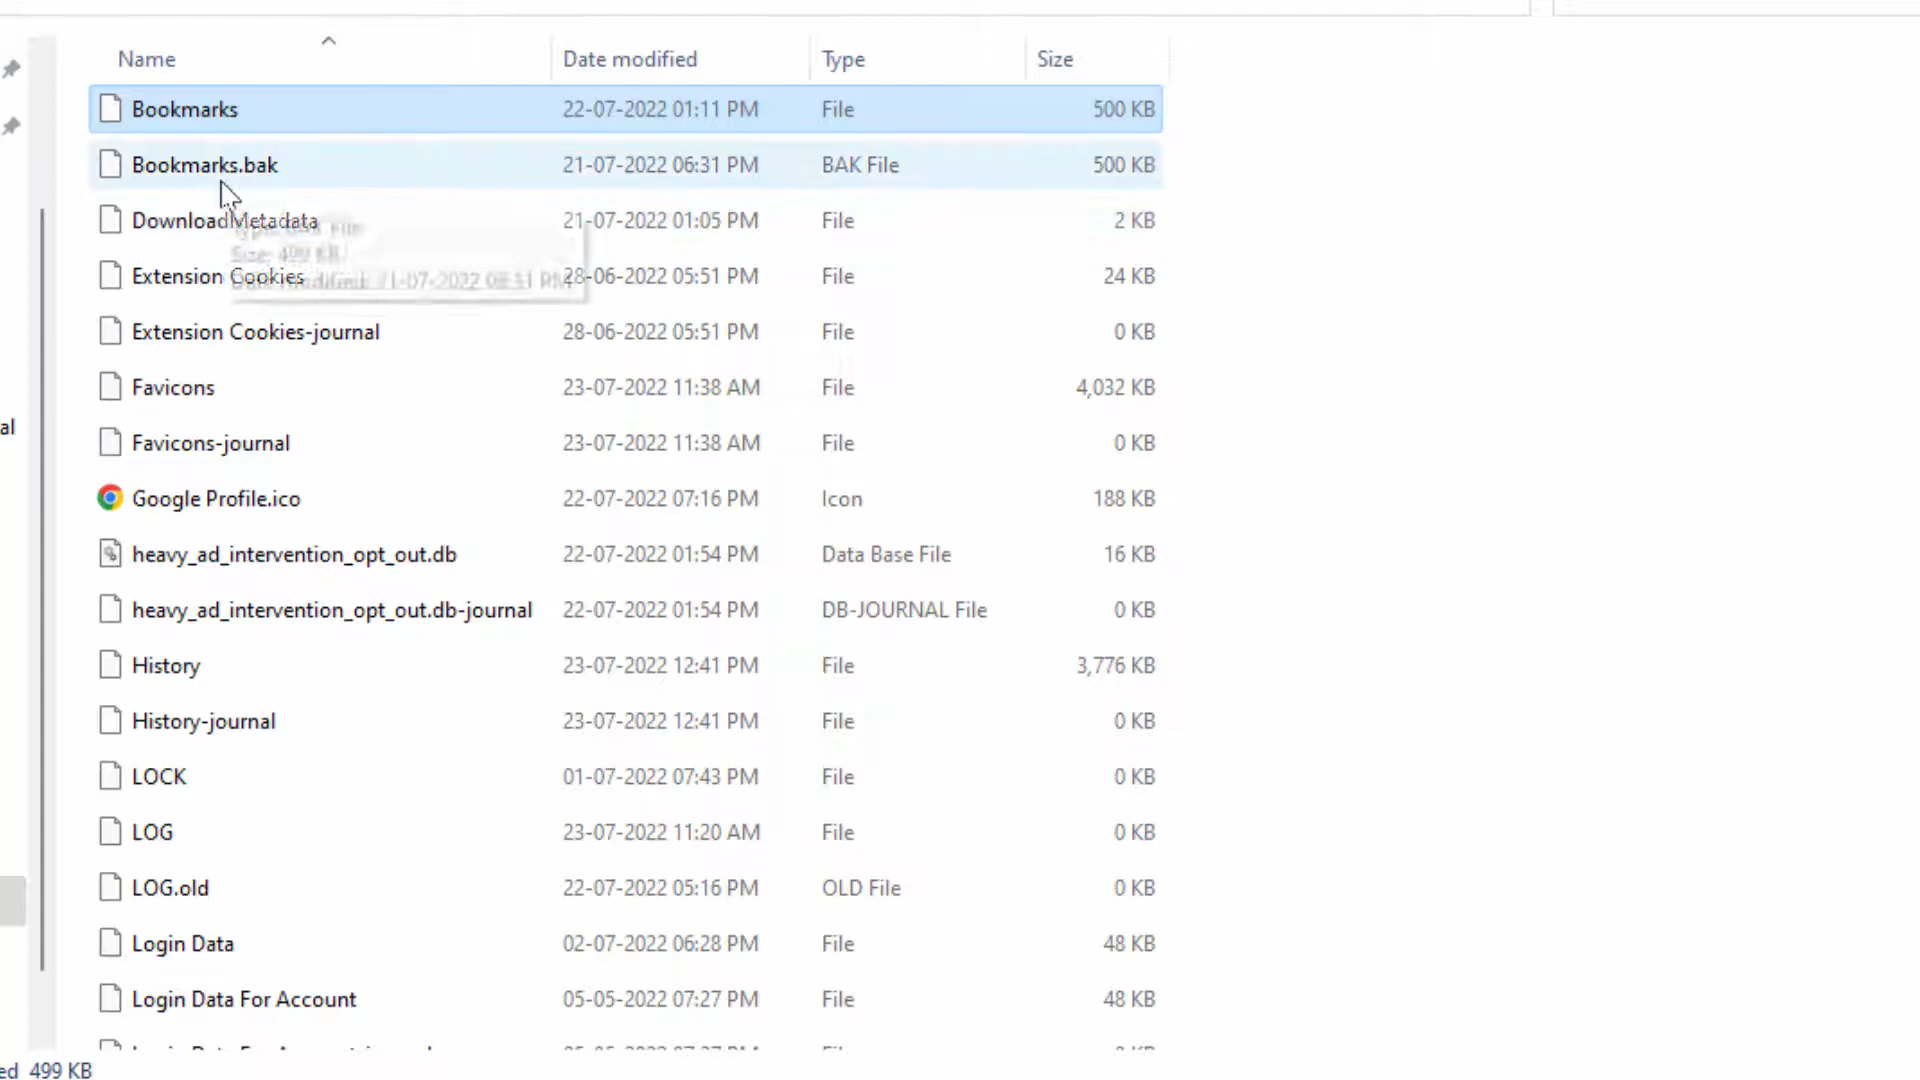 Name Date modified Type Size
Bookmarks 22-07-2022 01:11 PM File 500 KB
Bookmarks.bak 21-07-2022 06:31 PM BAK File 500 KB
DownloadMetadata 21-07-2022 01:05 PM File 2 KB
Type: BAK File
Size: 499 KB
Extension Cookies 28-06-2022 05:51 PM File 24 KB
Extension Cookies-journal 28-06-2022 05:51 PM File 0 KB
Favicons 23-07-2022 11:38 AM File 4,032 KB
al
Favicons-journal 23-07-2022 11:38 AM File 0 KB
Google Profile.ico 22-07-2022 07:16 PM Icon 188 KB
heavy_ad_intervention_opt_out.db 22-07-2022 01:54 PM Data Base File 16 KB
heavy_ad_intervention_opt_out.db-journal 22-07-2022 01:54 PM DB-JOURNAL File 0 KB
History 23-07-2022 12:41 PM File 3,776 KB
History-journal 23-07-2022 12:41 PM File 0 KB
LOCK 01-07-2022 07:43 PM File 0 KB
LOG 23-07-2022 11:20 AM File 0 KB
LOG.old 22-07-2022 05:16 PM OLD File 0 KB
Login Data 02-07-2022 06:28 PM File 48 KB
Login Data For Account 05-05-2022 07:27 PM File 48 KB
ed 499 KB